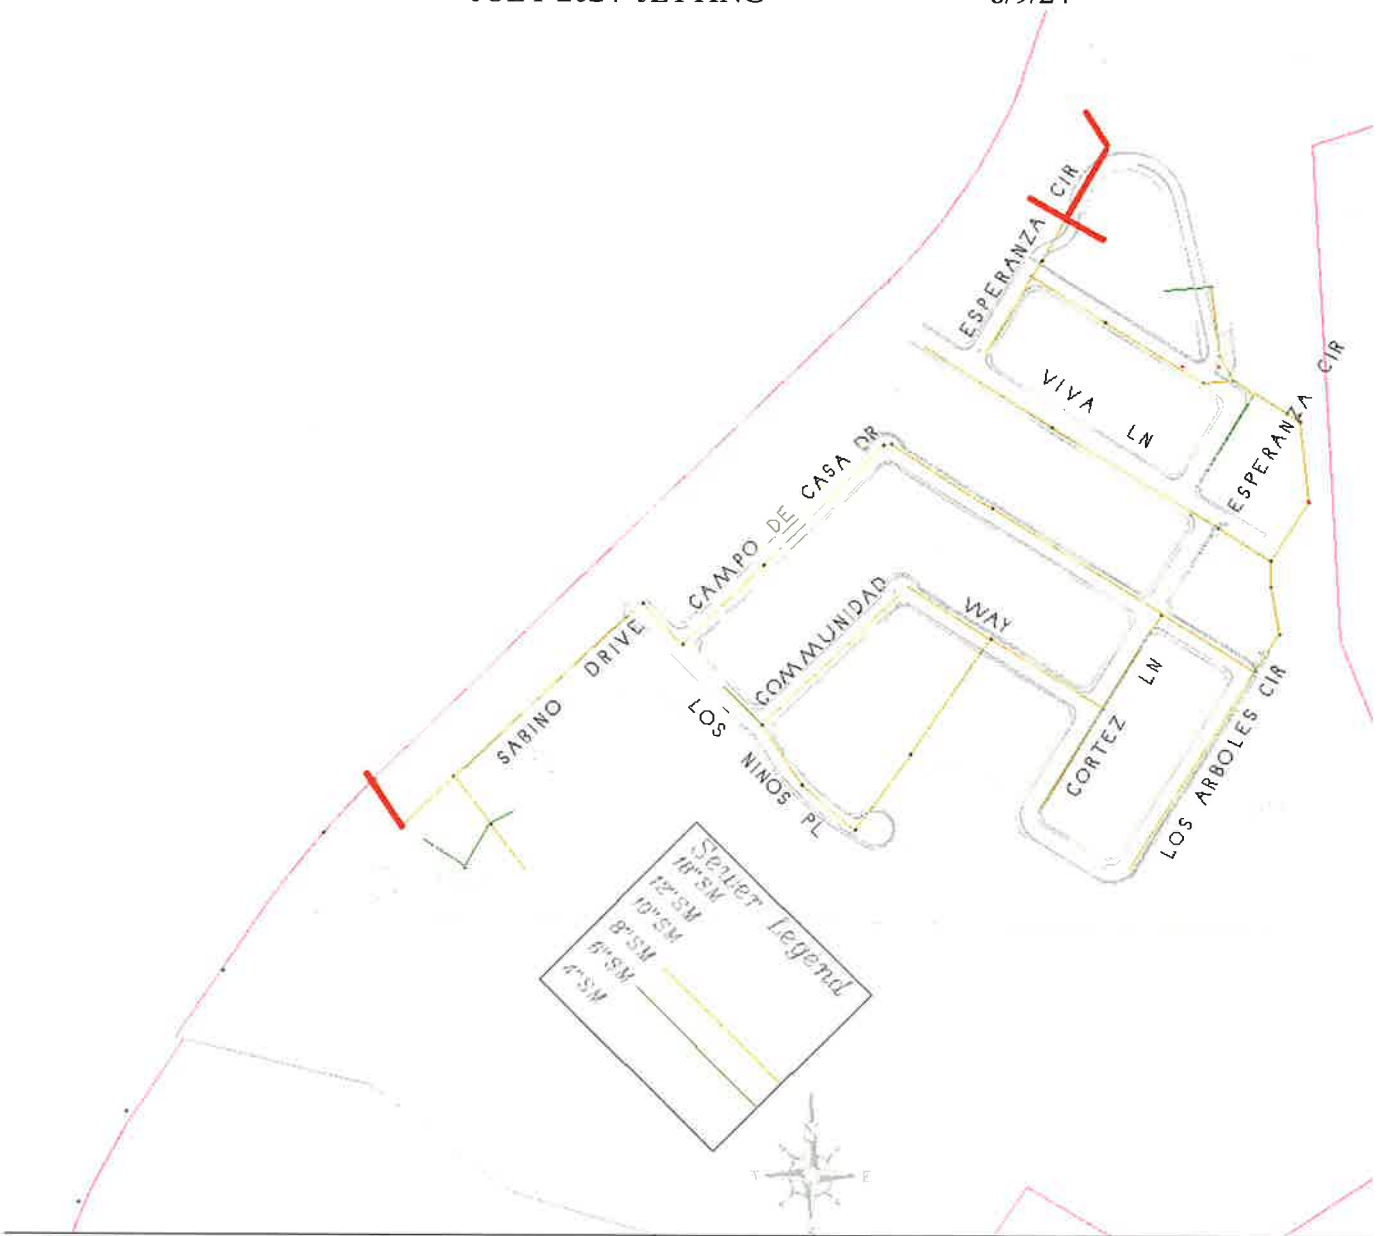 ESPERANZA CIR
VIVA LN
ESPERANZA CIR
CAMPO DE CASA DR
COMMUNIDAD WAY
SABINO DRIVE
LOS NINOS PL
CORTEZ LN
LOS ARBOLES CIR
Sewer Legend
18"SM
12"SM
10"SM
8"SM
6"SM
4"SM
E